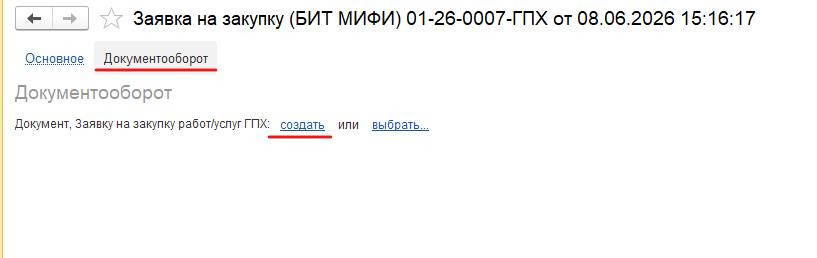 Заявка на закупку (БИТ МИФИ) 01-26-0007-ГПХ от 08.06.2026 15:16:17
Основное Документооборот
Документооборот
Документ, Заявку на закупку работ/услуг ГПХ: создать или выбрать...